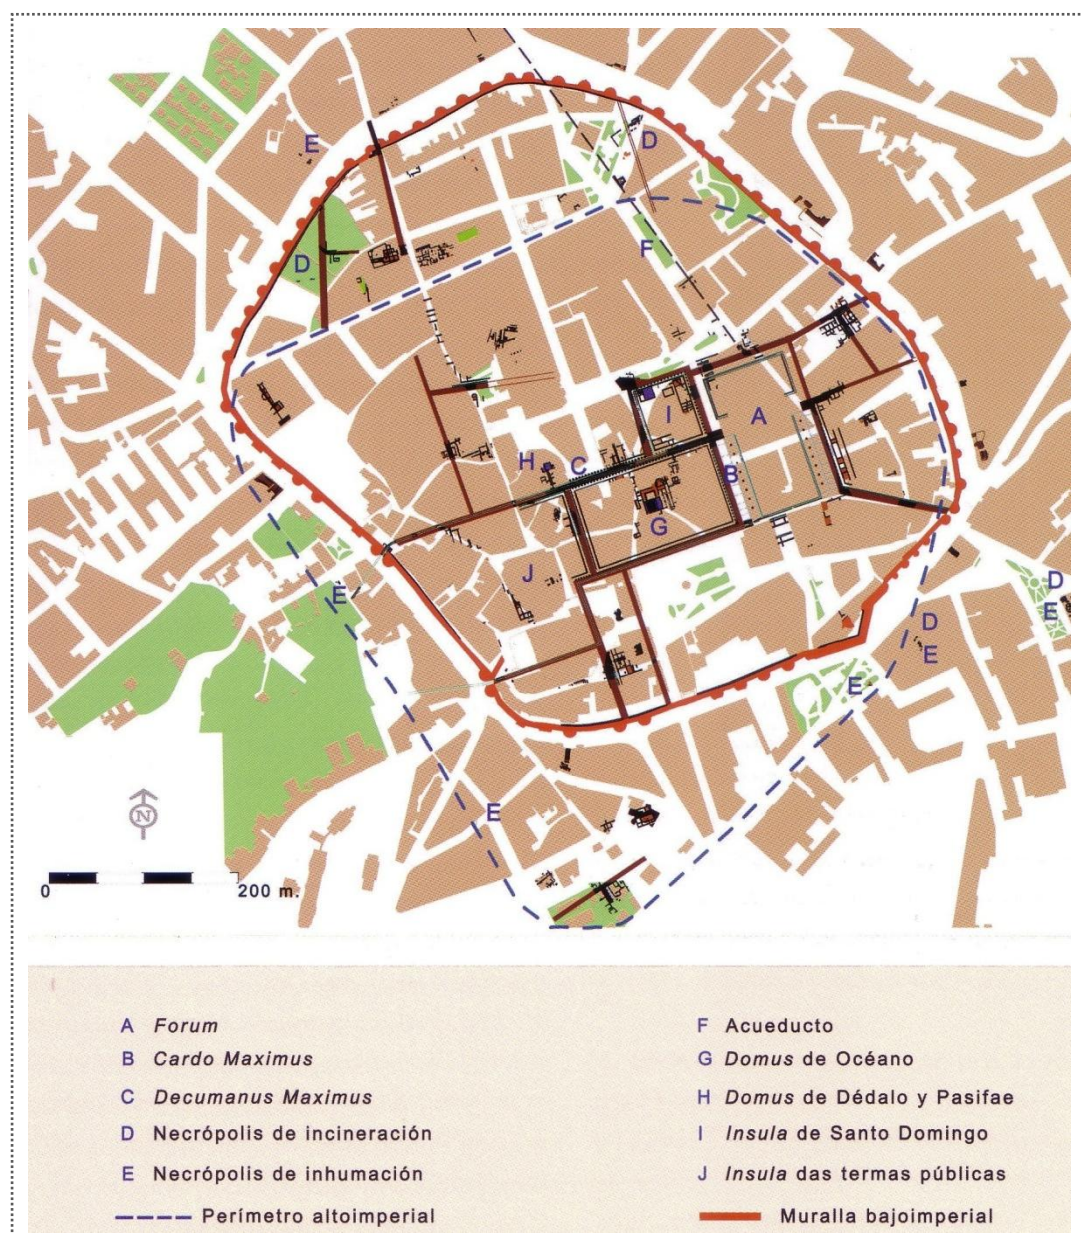 E
D
D
F
I
A
H
C
B
G
J
E
D
E
D
E
E
E
N
0
200 m.
A Forum
B Cardo Maximus
C Decumanus Maximus
D Necrópolis de incineración
E Necrópolis de inhumación
Perímetro altoimperial
F Acueducto
G Domus de Océano
H Domus de Dédalo y Pasifae
I Insula de Santo Domingo
J Insula das termas públicas
Muralla bajoimperial